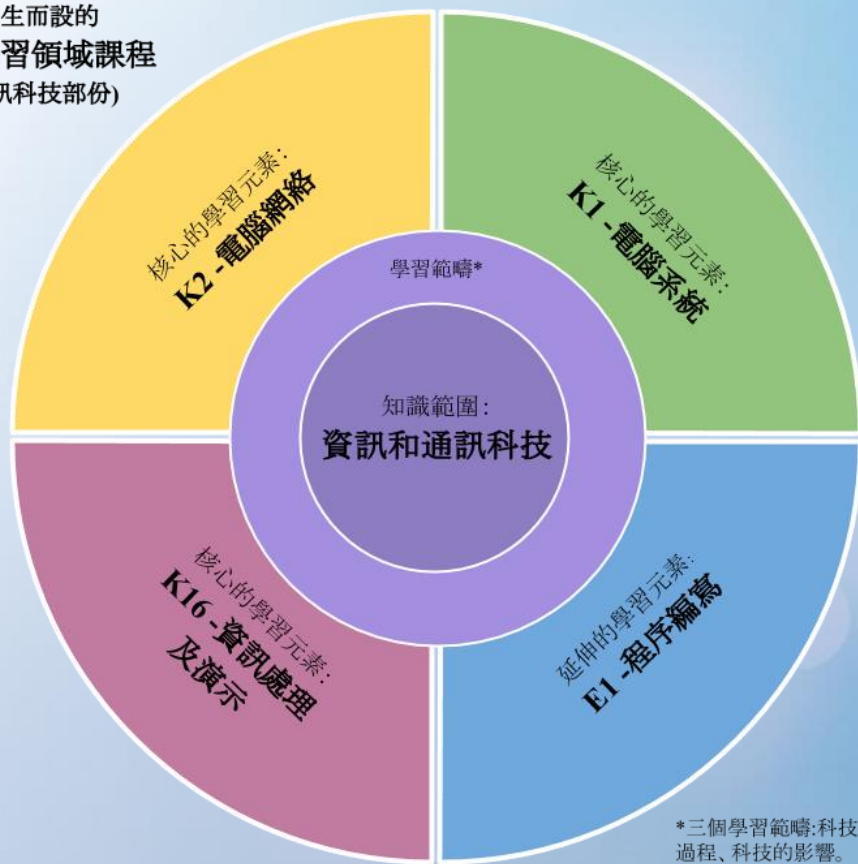 生而設的
習領域課程
訊科技部份)
核心的學習元素:
K2 -電腦網絡
核心的學習元素:
K1 -電腦系統
學習範疇*
知識範圍:
資訊和通訊科技
核心的學習元素:
K16 -資訊處理
及演示
延伸的學習元素:
E1 -程序編寫
*三個學習範疇:科技
過程、科技的影響。